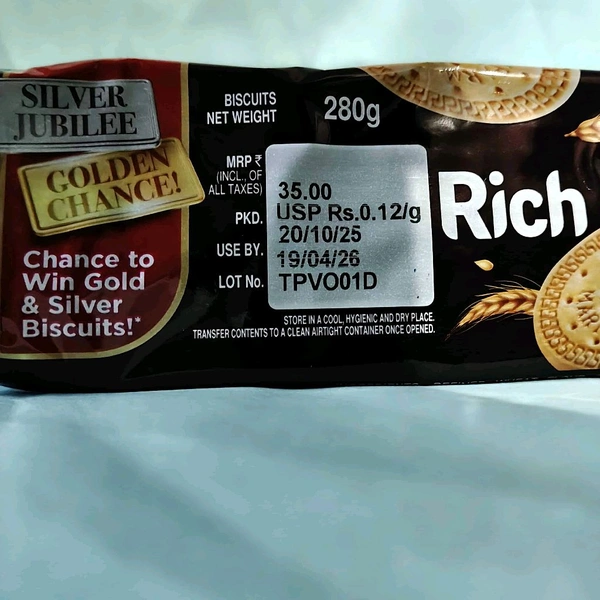 SILVER
JUBILEE
GOLDEN
CHANCE!
Chance to
Win Gold
& Silver
Biscuits!*
BISCUITS
NET WEIGHT
280g
MRP ₹
(INCL., OF
ALL TAXES)
35.00
USP Rs.0.12/g
PKD.
20/10/25
USE BY.
19/04/26
LOT No.
TPVO01D
STORE IN A COOL, HYGIENIC AND DRY PLACE.
TRANSFER CONTENTS TO A CLEAN AIRTIGHT CONTAINER ONCE OPENED.
Rich
MAR